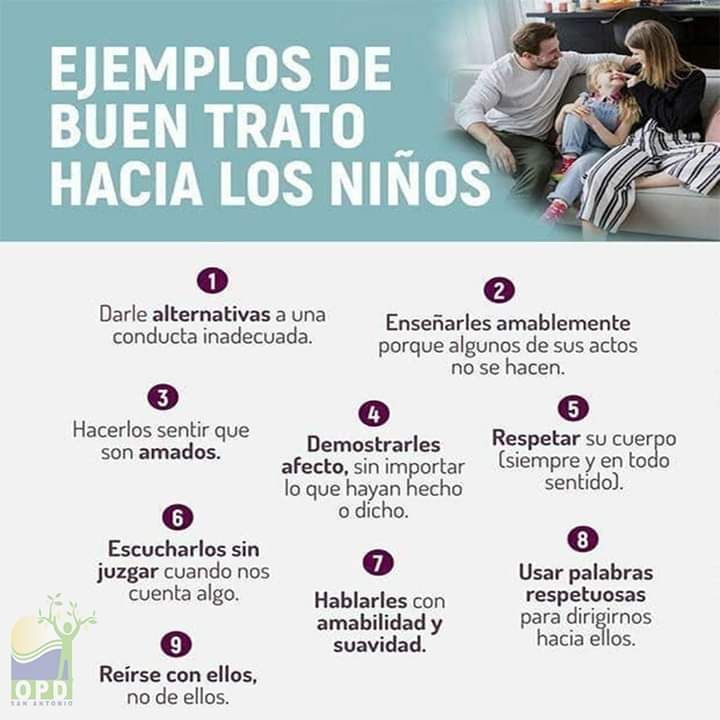 EJEMPLOS DE
BUEN TRATO
HACIA LOS NIÑOS
1
Darle alternativas a una
conducta inadecuada.
2
Enseñarles amablemente
porque algunos de sus actos
no se hacen.
3
Hacerlos sentir que
son amados.
4
Demostrarles
afecto, sin importar
lo que hayan hecho
o dicho.
5
Respetar su cuerpo
(siempre y en todo
sentido).
6
Escucharlos sin
juzgar cuando nos
cuenta algo.
7
Hablarles con
amabilidad y
suavidad.
8
Usar palabras
respetuosas
para dirigirnos
hacia ellos.
9
Reírse con ellos,
no de ellos.
OPD
SAN ANTONIO